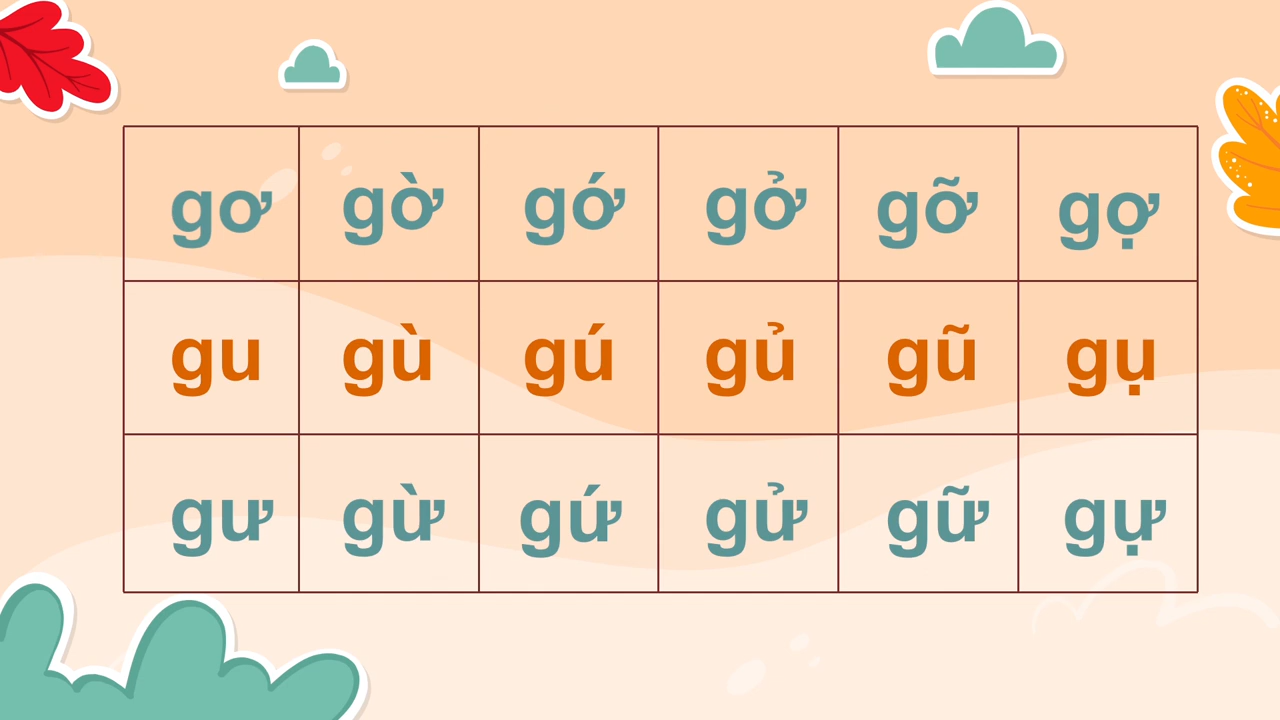 gơ gờ gớ gở gỡ gợ
gu gù gú gủ gũ gụ
gư gừ gứ gử gữ gự